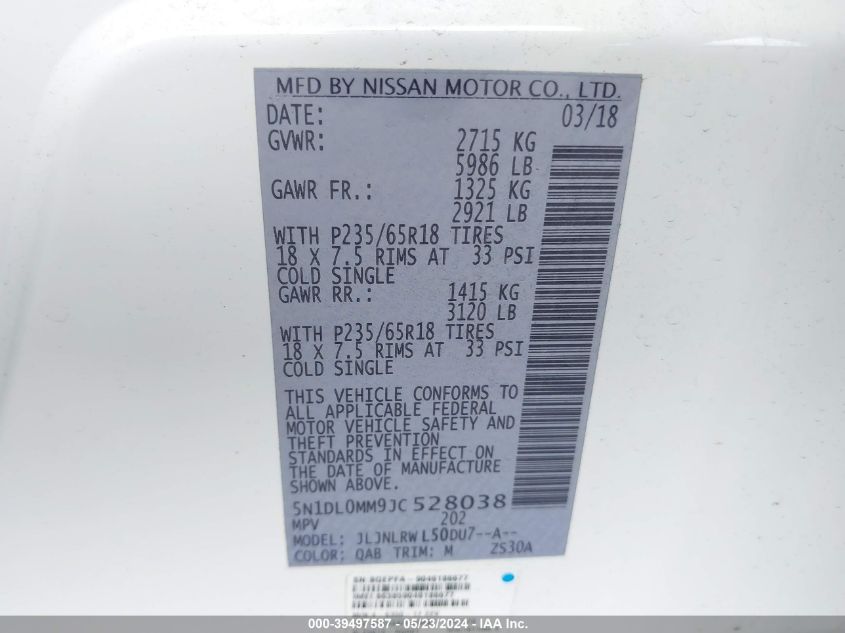 MFD BY NISSAN MOTOR CO., LTD.
DATE: 03/18
GVWR: 2715 KG
5986 LB
GAWR FR.: 1325 KG
2921 LB
WITH P235/65R18 TIRES
18 X 7.5 RIMS AT 33 PSI
COLD SINGLE
GAWR RR.: 1415 KG
3120 LB
WITH P235/65R18 TIRES
18 X 7.5 RIMS AT 33 PSI
COLD SINGLE
THIS VEHICLE CONFORMS TO
ALL APPLICABLE FEDERAL
MOTOR VEHICLE SAFETY AND
THEFT PREVENTION
STANDARDS IN EFFECT ON
THE DATE OF MANUFACTURE
SHOWN ABOVE.
5N1DL0MM9JC528038
MPV 202
MODEL: JLJNLRWL50DU7--A--
COLOR: QAB TRIM: M ZS30A
000-39497587 - 05/23/2024 - IAA Inc.